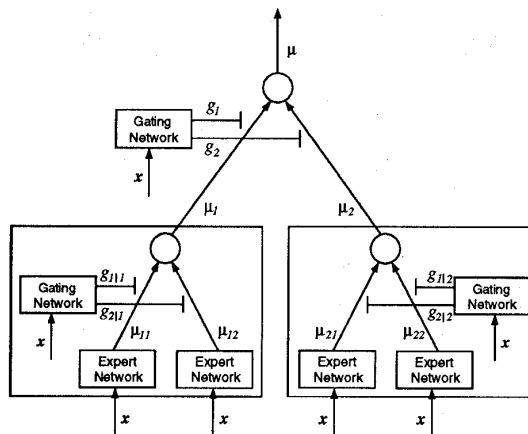 μ
g1
Gating
Network
g2
x
μ1
μ2
g1|1
Gating
Network
g2|1
x
μ11
μ12
Expert
Network
Expert
Network
x
x
g1|2
Gating
Network
g2|2
x
μ21
μ22
Expert
Network
Expert
Network
x
x